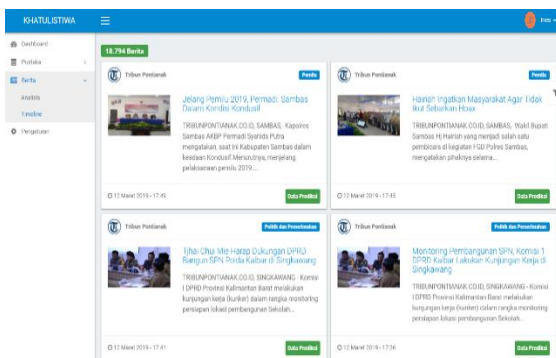 KHATULISTIWA
Ines
Dashboard
Pustaka
Berita
Analisis
Timeline
Pengaturan
18.794 Berita
Tribun Pontianak
Pemilu
Jelang Pemilu 2019, Permadi: Sambas
Dalam Kondisi Kondusif
TRIBUNPONTIANAK.CO.ID, SAMBAS, Kapolres
Sambas AKBP Permadi Syahids Putra
mengatakan, saat ini Kabupaten Sambas dalam
keadaan Kondusif.Menurutnya, menjelang
pelaksanaan pemilu 2019...
12 Maret 2019 - 17:49
Data Prediksi
Tribun Pontianak
Pemilu
Hairiah Ingatkan Masyarakat Agar Tidak
Ikut Sebarkan Hoax
TRIBUNPONTIANAK.CO.ID, SAMBAS, Wakil Bupati
Sambas Hj Hairiah yang menjadi salah satu
pembicara di kegiatan FGD Polres Sambas,
mengatakan pihaknya selama...
12 Maret 2019 - 17:45
Data Prediksi
Tribun Pontianak
Politik dan Pemerintahan
Tjhai Chui Mie Harap Dukungan DPRD
Bangun SPN Polda Kalbar di Singkawang
TRIBUNPONTIANAK.CO.ID, SINGKAWANG - Komisi
I DPRD Provinsi Kalimantan Barat melakukan
kunjungan kerja (kunker) dalam rangka monitoring
persiapan lokasi pembangunan Sekolah...
12 Maret 2019 - 17:41
Data Prediksi
Tribun Pontianak
Politik dan Pemerintahan
Monitoring Pembangunan SPN, Komisi 1
DPRD Kalbar Lakukan Kunjungan Kerja di
Singkawang
TRIBUNPONTIANAK.CO.ID, SINGKAWANG - Komisi
I DPRD Provinsi Kalimantan Barat melakukan
kunjungan kerja (kunker) dalam rangka monitoring
persiapan lokasi pembangunan Sekolah...
12 Maret 2019 - 17:36
Data Prediksi